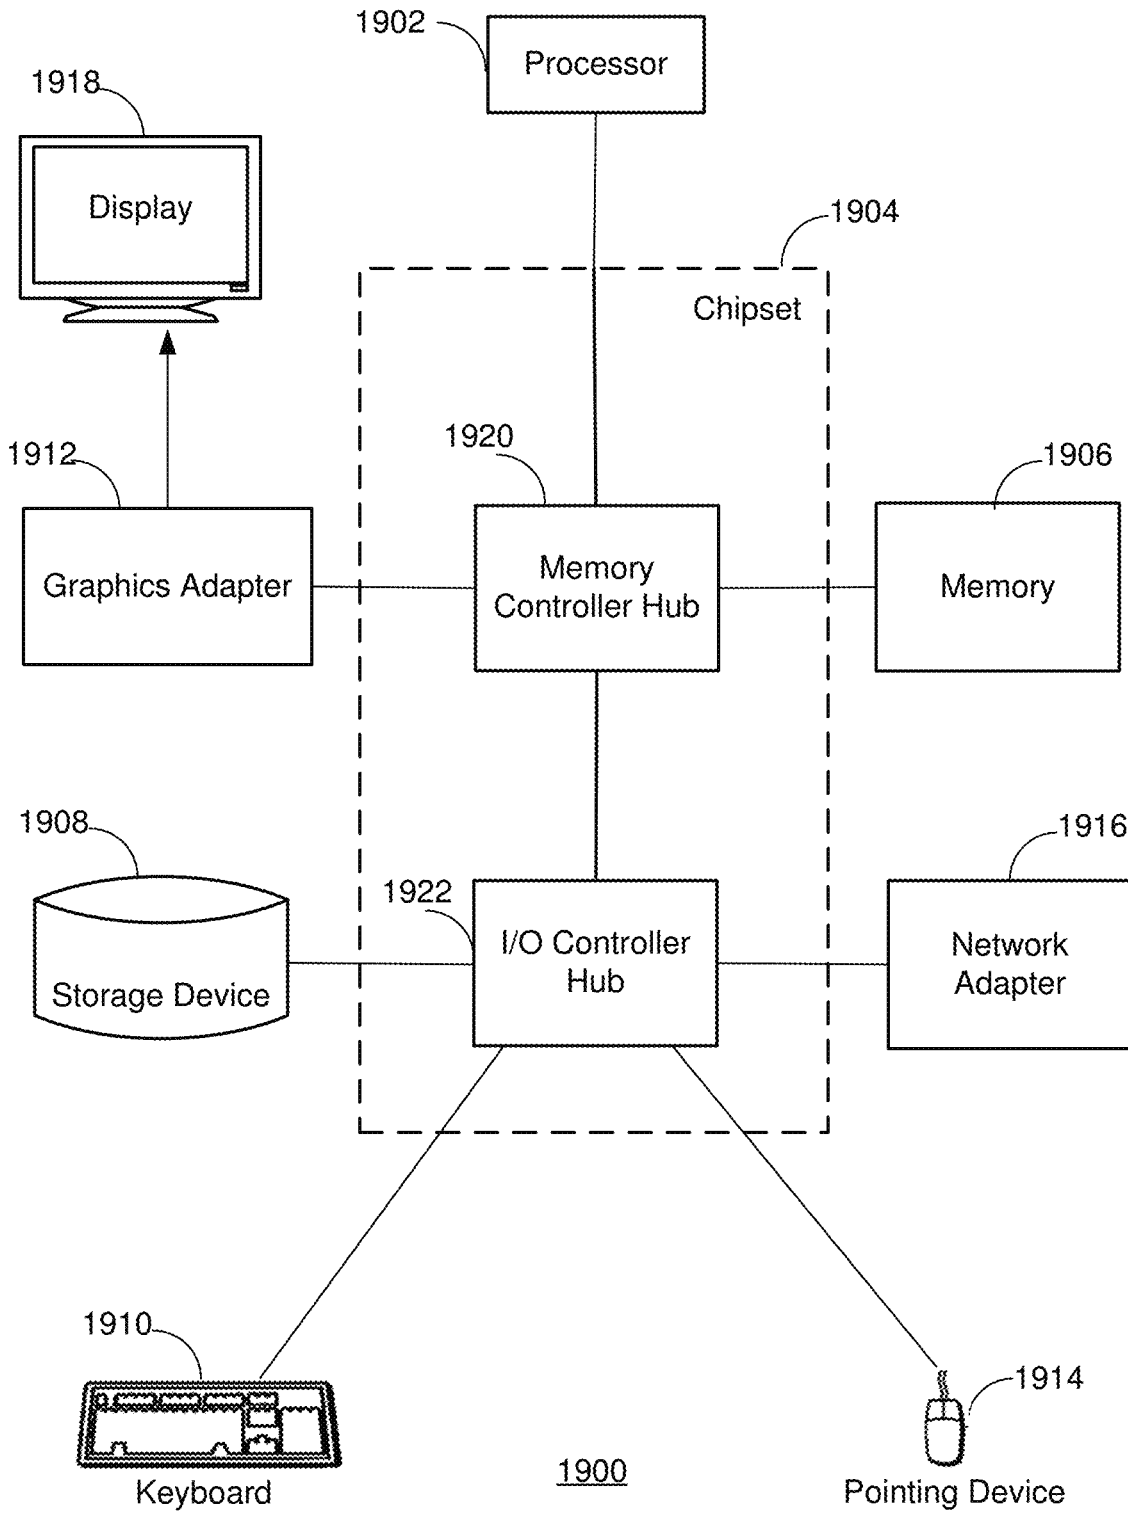 1902
Processor
1918
Display
1904
Chipset
1920
1912
1906
Memory
Controller Hub
Graphics Adapter
Memory
1908
1916
1922
I/O Controller
Hub
Network
Adapter
Storage Device
1910
1914
Keyboard
1900
Pointing Device